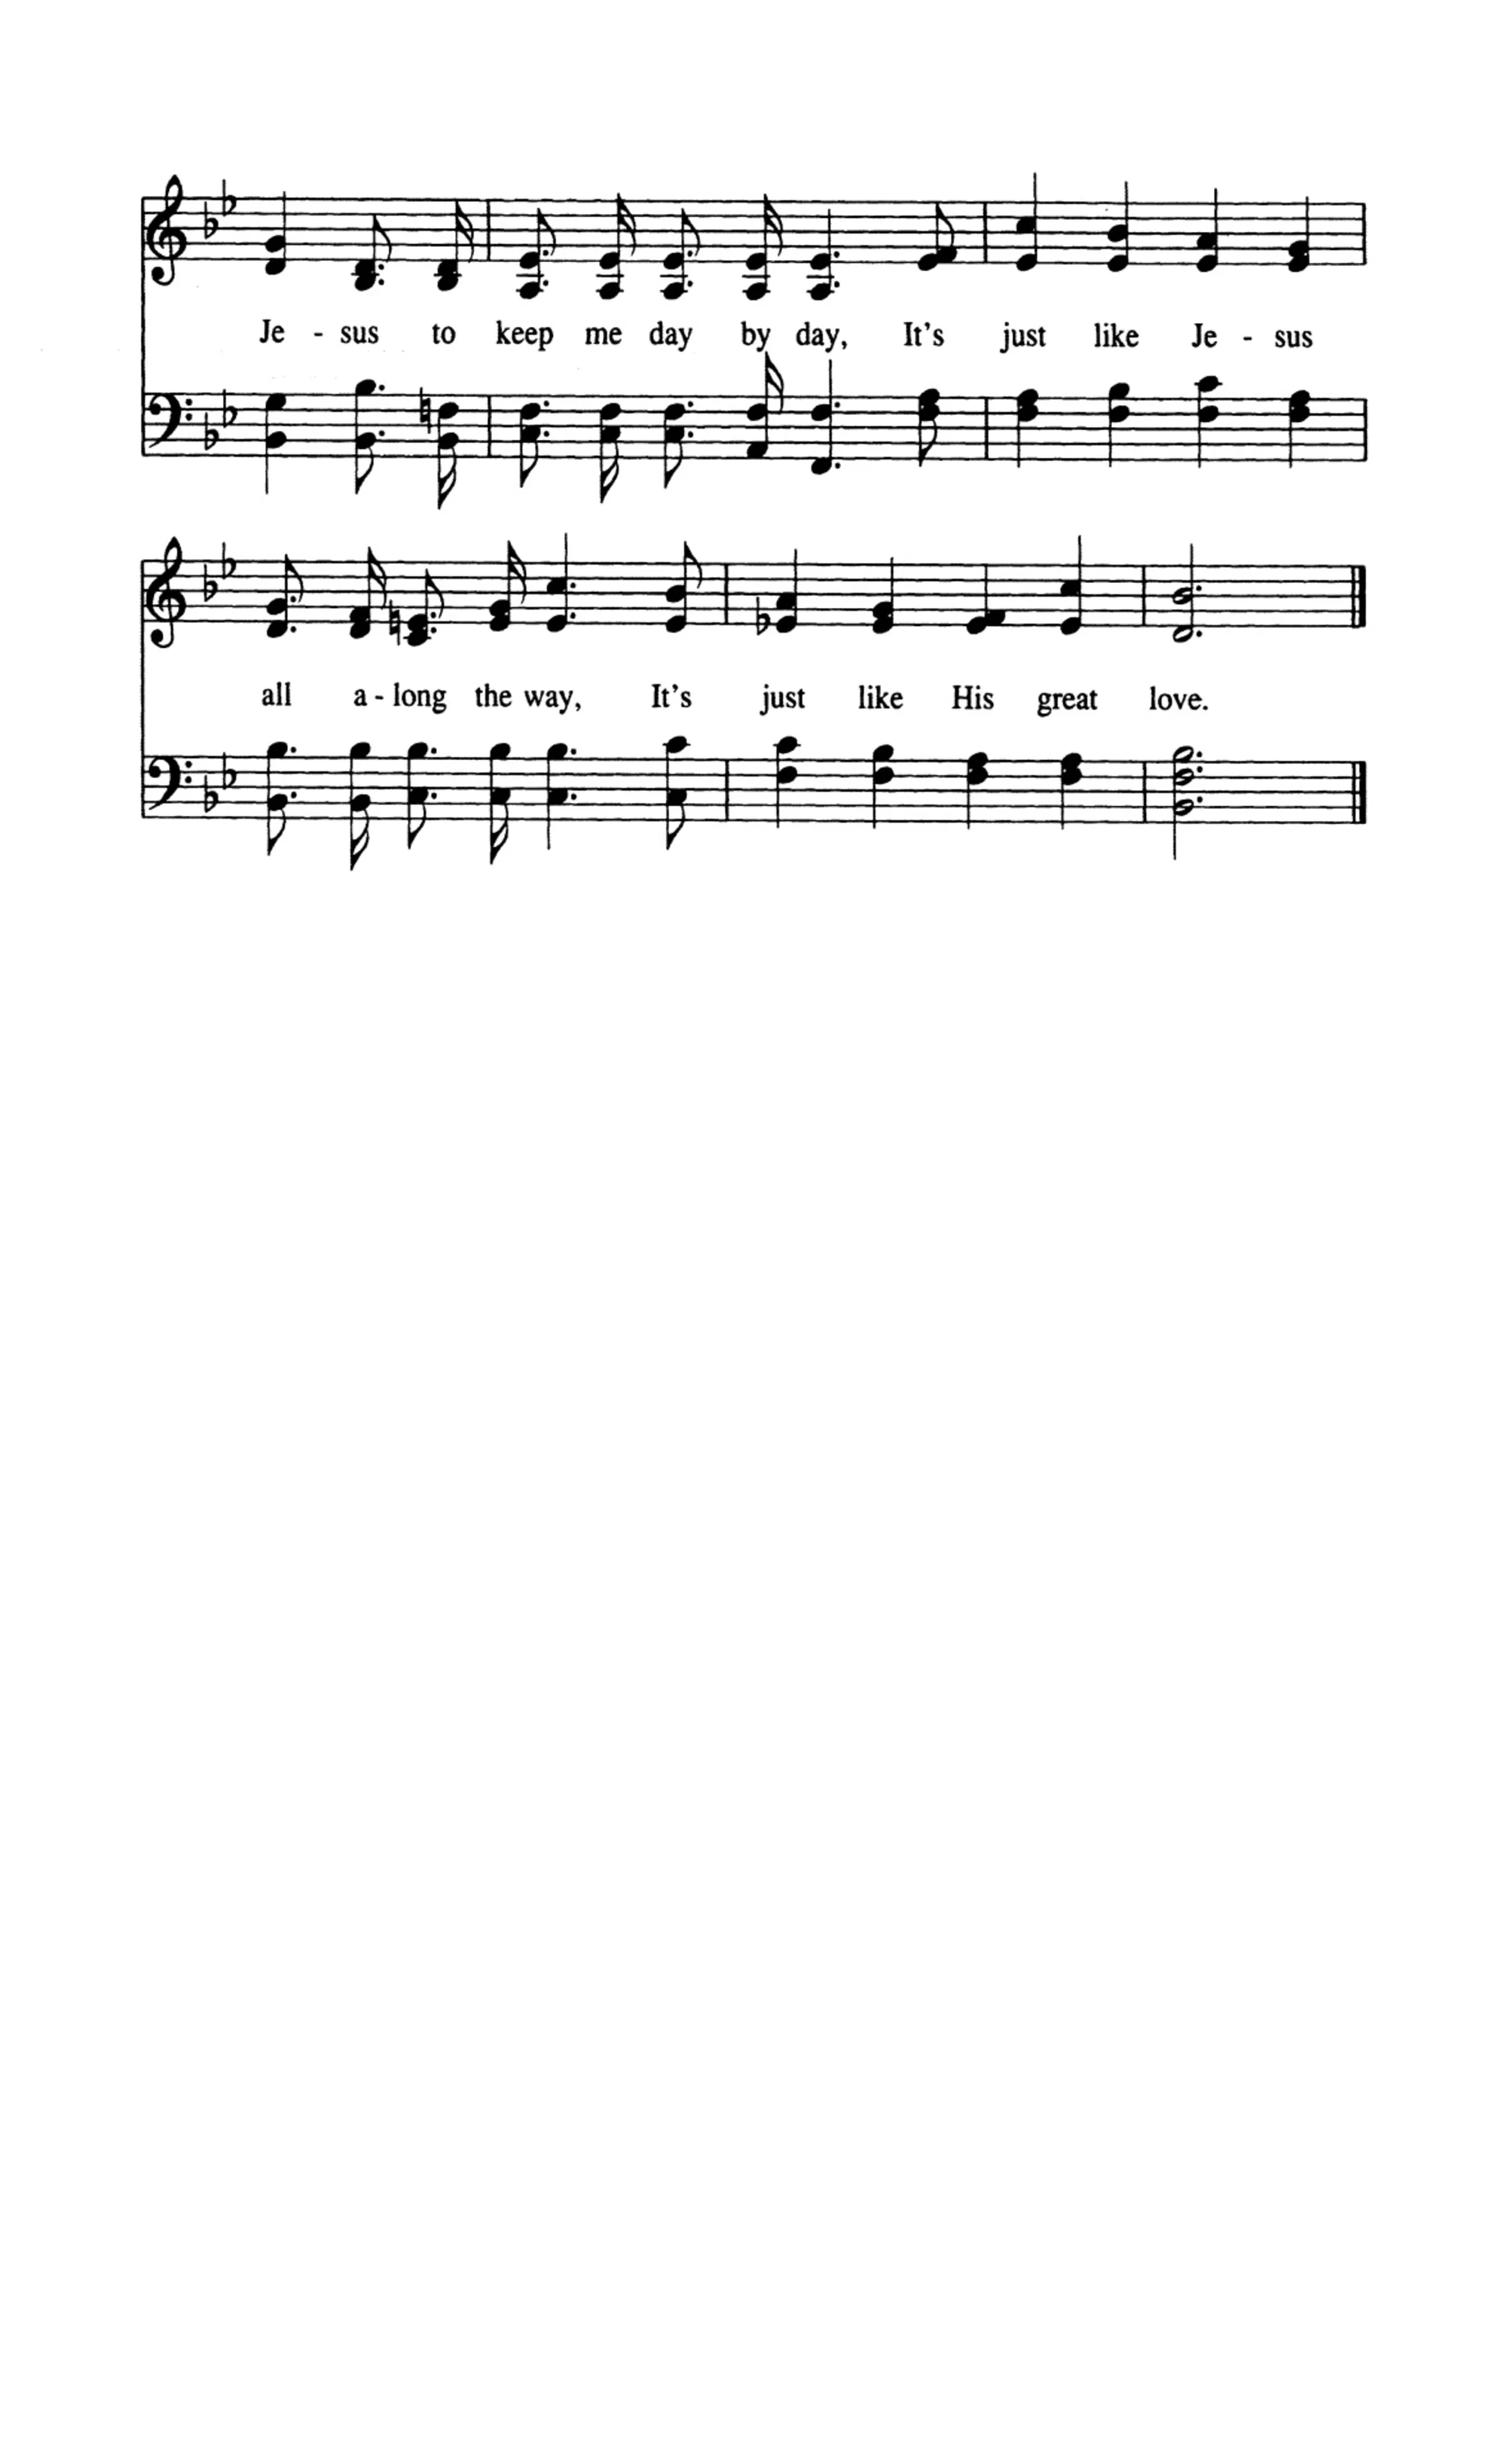 Je - sus to keep me day by day, It's just like Je - sus
all a - long the way, It's just like His great love.